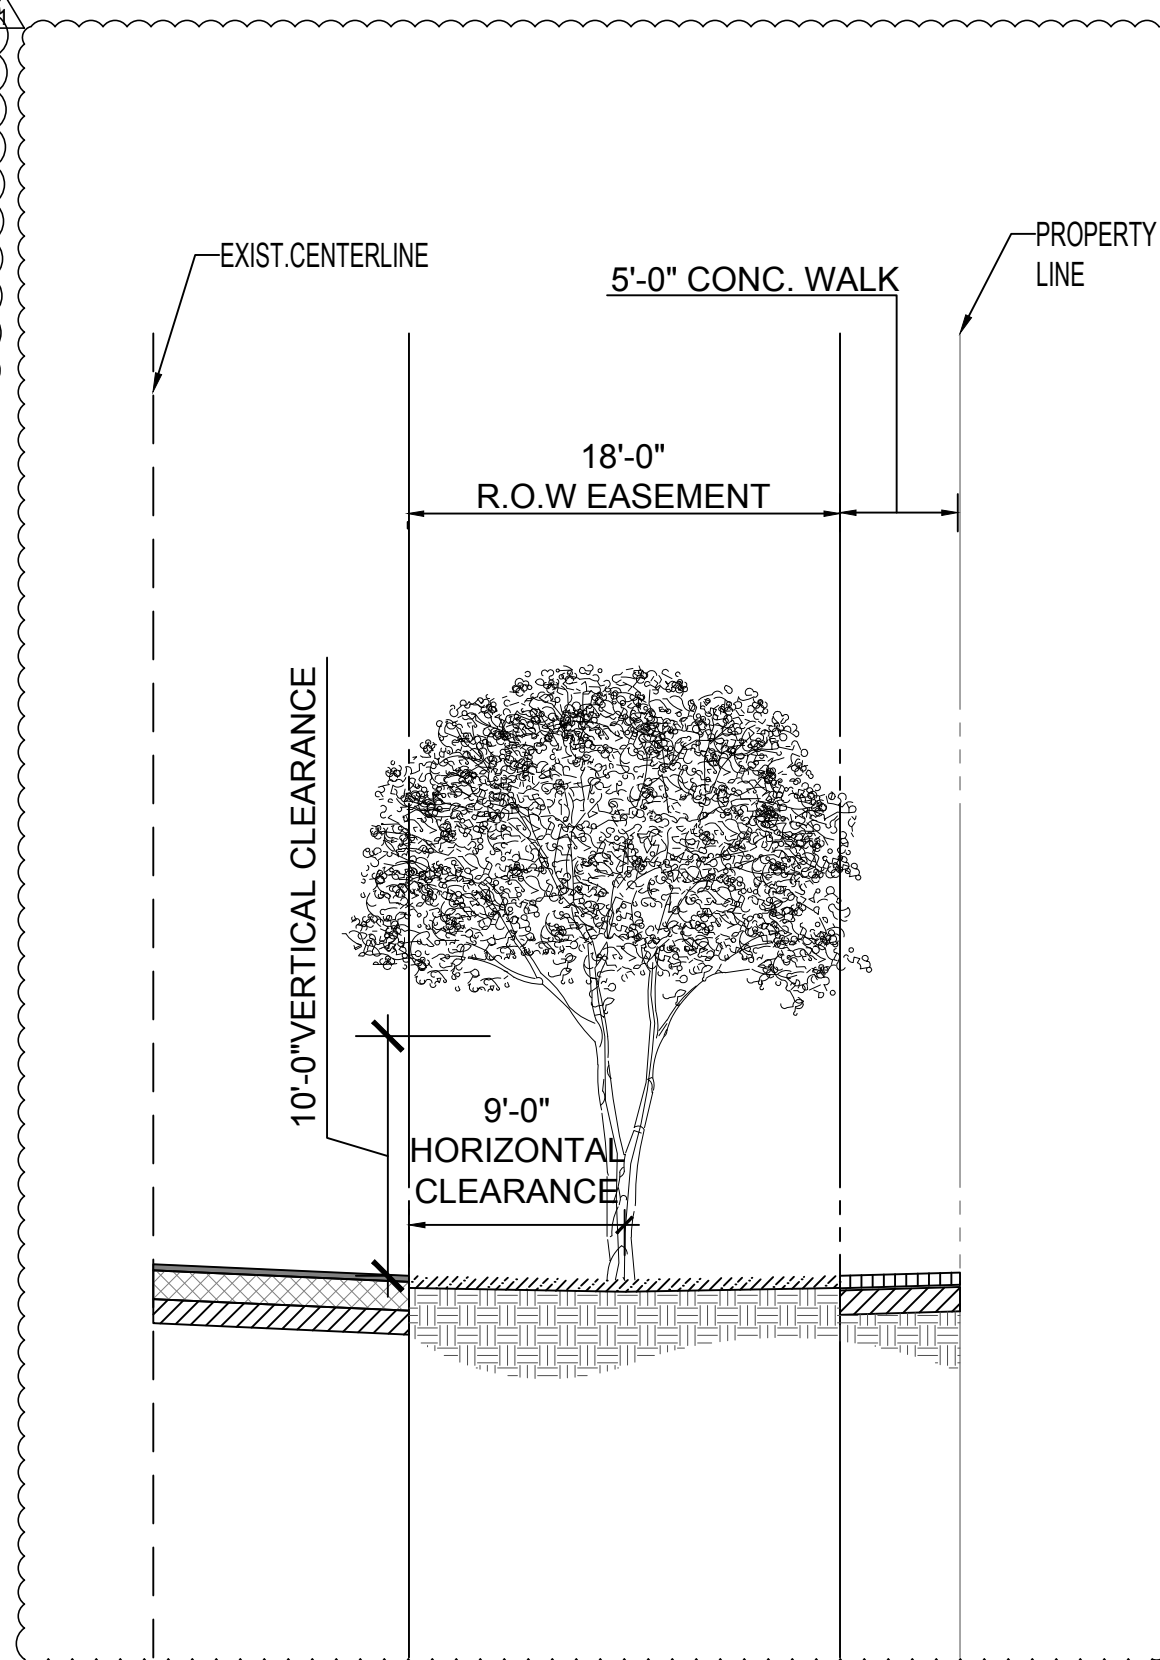 EXIST.CENTERLINE
PROPERTY
LINE
5'-0" CONC. WALK
18'-0"
R.O.W EASEMENT
10'-0"VERTICAL CLEARANCE
9'-0"
HORIZONTAL
CLEARANCE